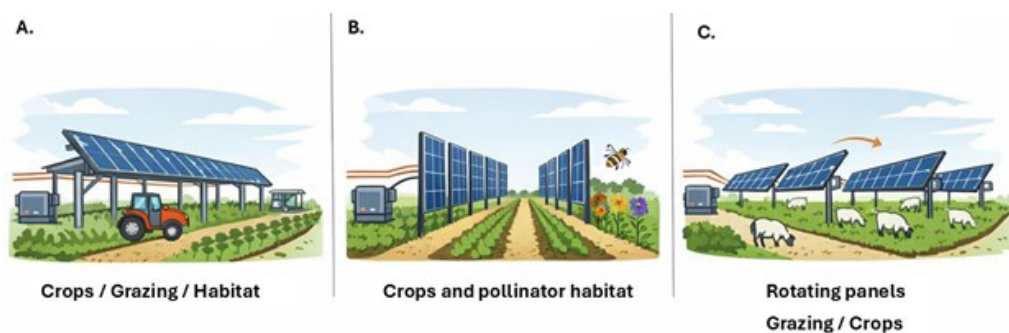 A.
B.
C.
Crops / Grazing / Habitat
Crops and pollinator habitat
Rotating panels
Grazing / Crops